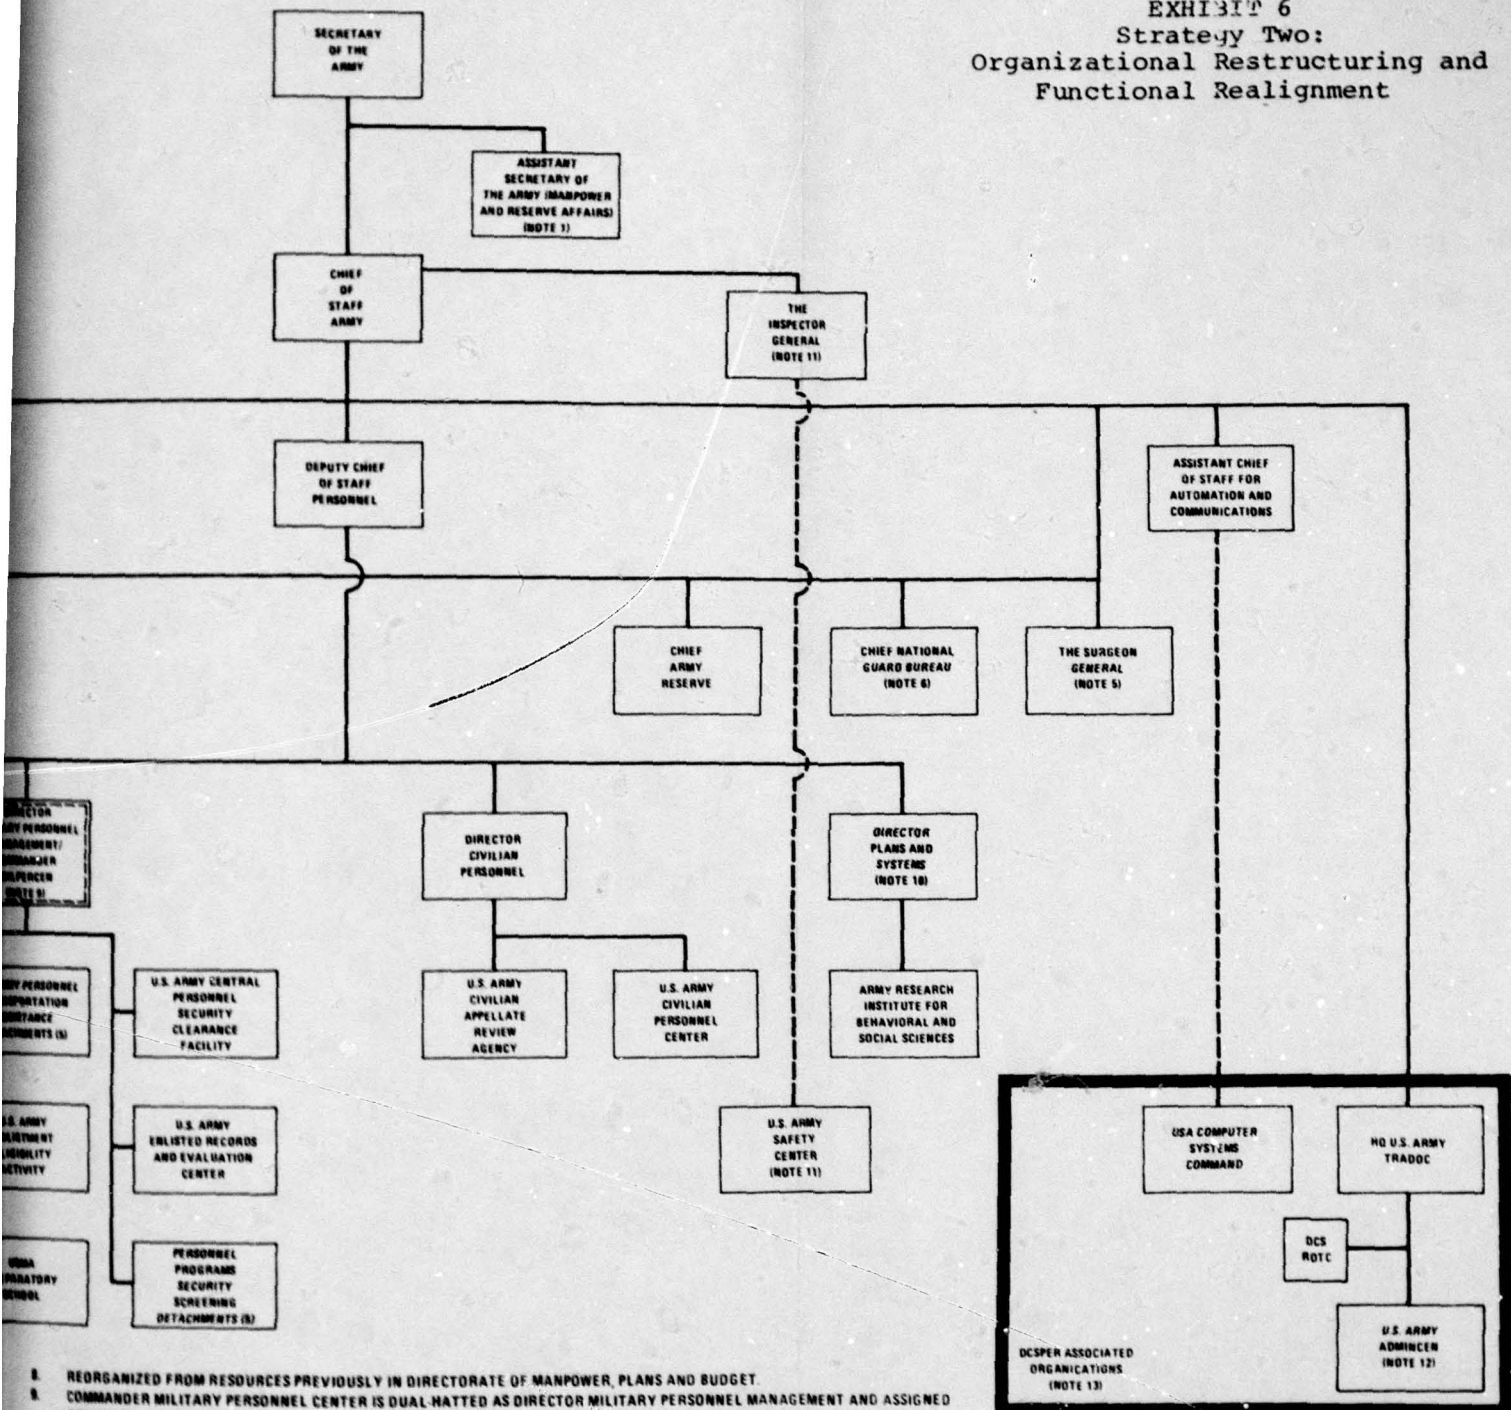 EXHIBIT 6
Strategy Two:
Organizational Restructuring and
Functional Realignment
SECRETARY
OF THE
ARMY
ASSISTANT
SECRETARY OF
THE ARMY (MANPOWER
AND RESERVE AFFAIRS)
(NOTE 1)
CHIEF
OF
STAFF
ARMY
THE
INSPECTOR
GENERAL
(NOTE 11)
DEPUTY CHIEF
OF STAFF
PERSONNEL
ASSISTANT CHIEF
OF STAFF FOR
AUTOMATION AND
COMMUNICATIONS
CHIEF
ARMY
RESERVE
CHIEF NATIONAL
GUARD BUREAU
(NOTE 6)
THE SURGEON
GENERAL
(NOTE 5)
PERSONNEL
DIRECTOR
CIVILIAN
PERSONNEL
DIRECTOR
PLANS AND
SYSTEMS
(NOTE 10)
PERSONNEL
U.S. ARMY CENTRAL
PERSONNEL
SECURITY
CLEARANCE
FACILITY
U.S. ARMY
CIVILIAN
APPELLATE
REVIEW
AGENCY
U.S. ARMY
CIVILIAN
PERSONNEL
CENTER
ARMY RESEARCH
INSTITUTE FOR
BEHAVIORAL AND
SOCIAL SCIENCES
ARMY
U.S. ARMY
ENLISTED RECORDS
AND EVALUATION
CENTER
U.S. ARMY
SAFETY
CENTER
(NOTE 11)
USA COMPUTER
SYSTEMS
COMMAND
HQ U.S. ARMY
TRADOC
DCS
ROTC
PERSONNEL
PROGRAMS
SECURITY
SCREENING
DETACHMENTS (5)
U.S. ARMY
ADMINCEN
(NOTE 12)
DCSPER ASSOCIATED
ORGANICATIONS
(NOTE 13)
8. REORGANIZED FROM RESOURCES PREVIOUSLY IN DIRECTORATE OF MANPOWER, PLANS AND BUDGET.
9. COMMANDER MILITARY PERSONNEL CENTER IS DUAL-HATTED AS DIRECTOR MILITARY PERSONNEL MANAGEMENT AND ASSIGNED